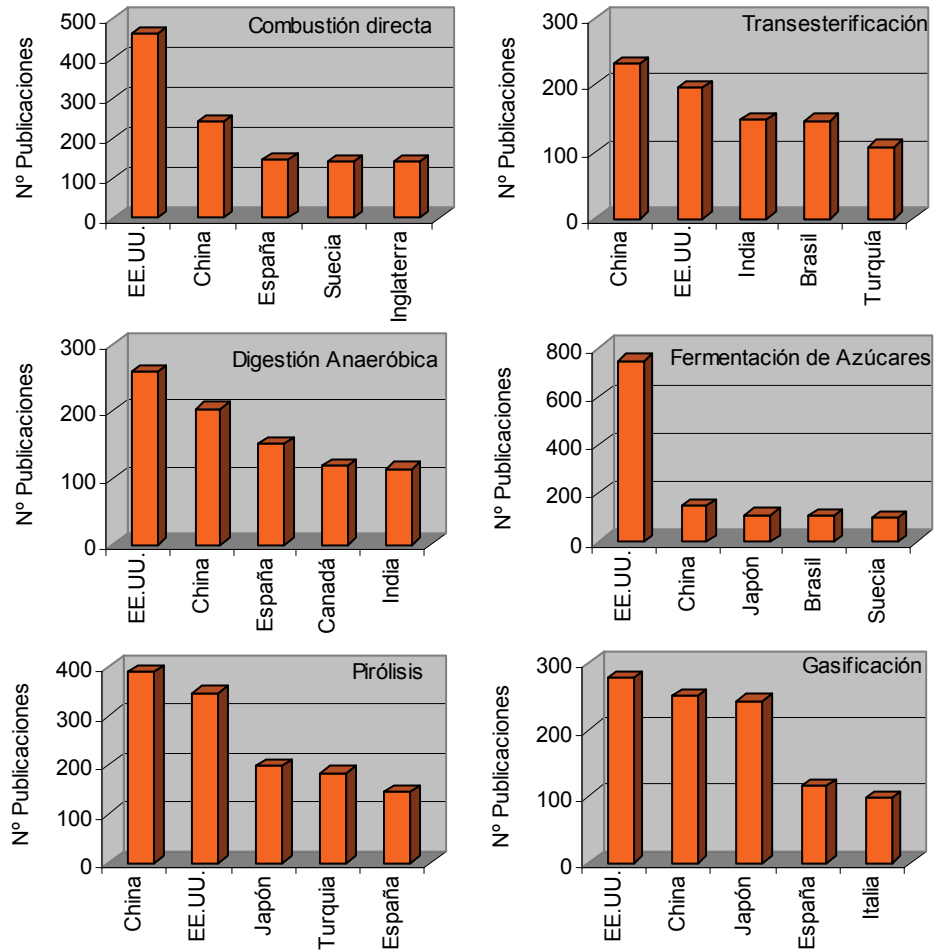 Combustión directa
Nº Publicaciones
500
400
300
200
100
0
EE.UU.
China
España
Suecia
Inglaterra
Transesterificación
Nº Publicaciones
300
200
100
0
China
EE.UU.
India
Brasil
Turquía
Digestión Anaeróbica
Nº Publicaciones
300
200
100
0
EE.UU.
China
España
Canadá
India
Fermentación de Azúcares
Nº Publicaciones
800
600
400
200
0
EE.UU.
China
Japón
Brasil
Suecia
Pirólisis
Nº Publicaciones
400
300
200
100
0
China
EE.UU.
Japón
Turquia
España
Gasificación
Nº Publicaciones
300
200
100
0
EE.UU.
China
Japón
España
Italia